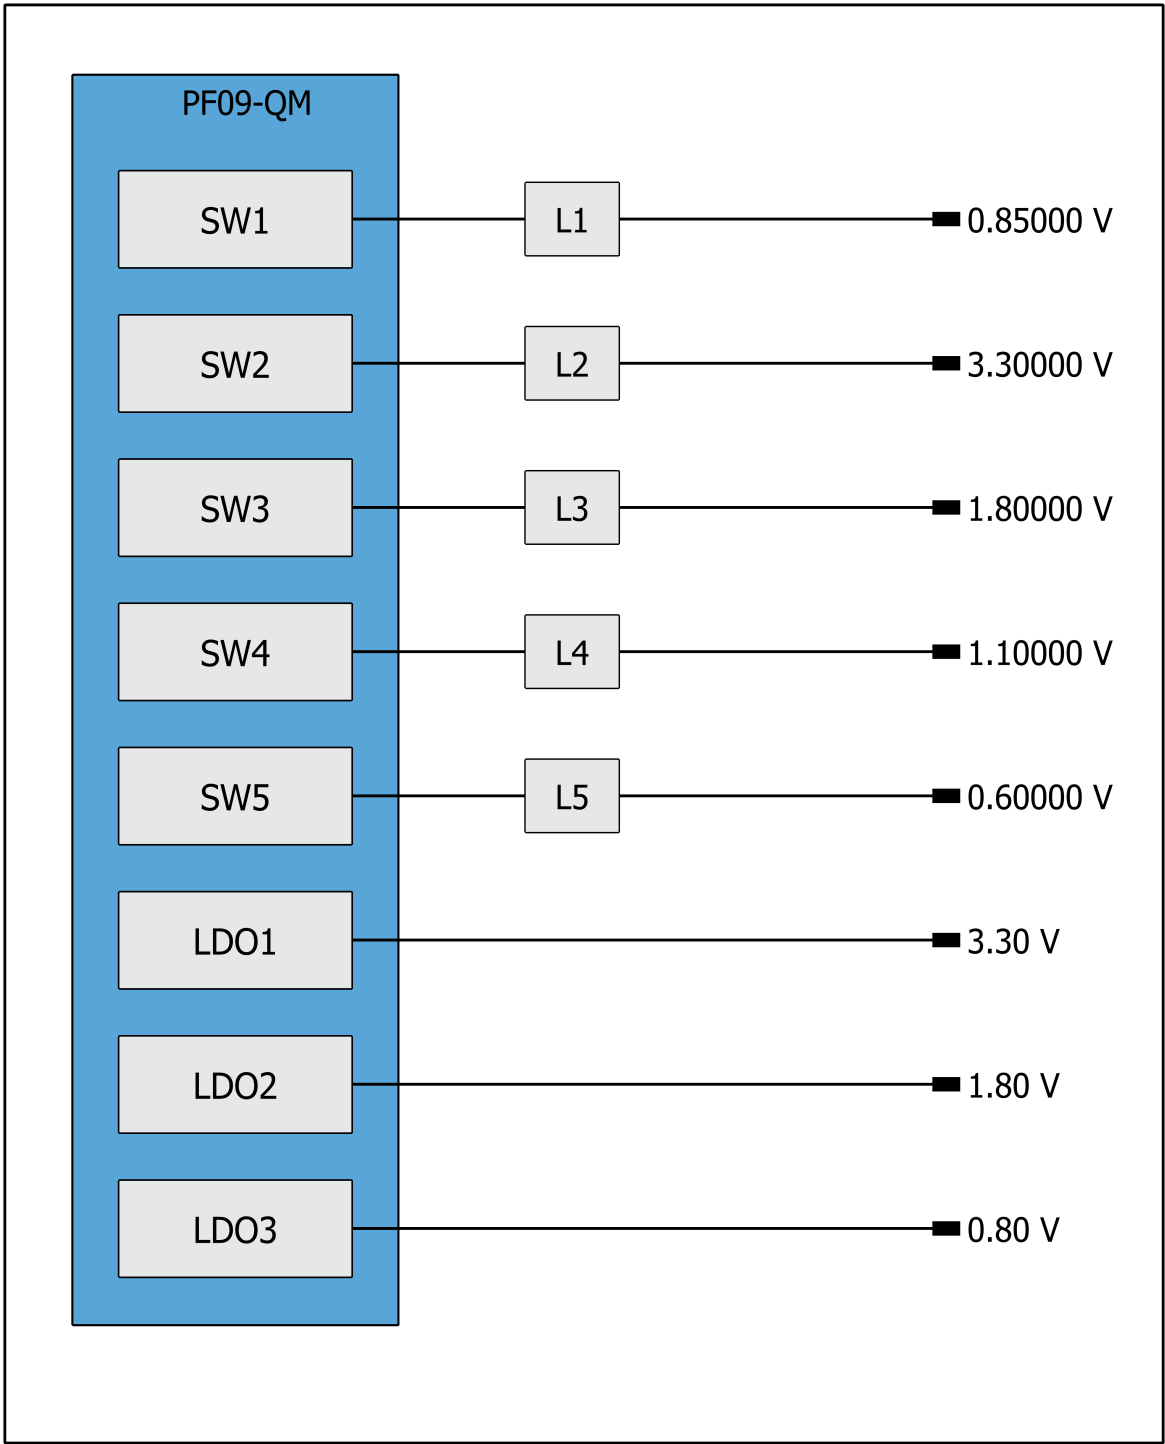 PF09-QM
SW1 L1 0.85000 V
SW2 L2 3.30000 V
SW3 L3 1.80000 V
SW4 L4 1.10000 V
SW5 L5 0.60000 V
LDO1 3.30 V
LDO2 1.80 V
LDO3 0.80 V